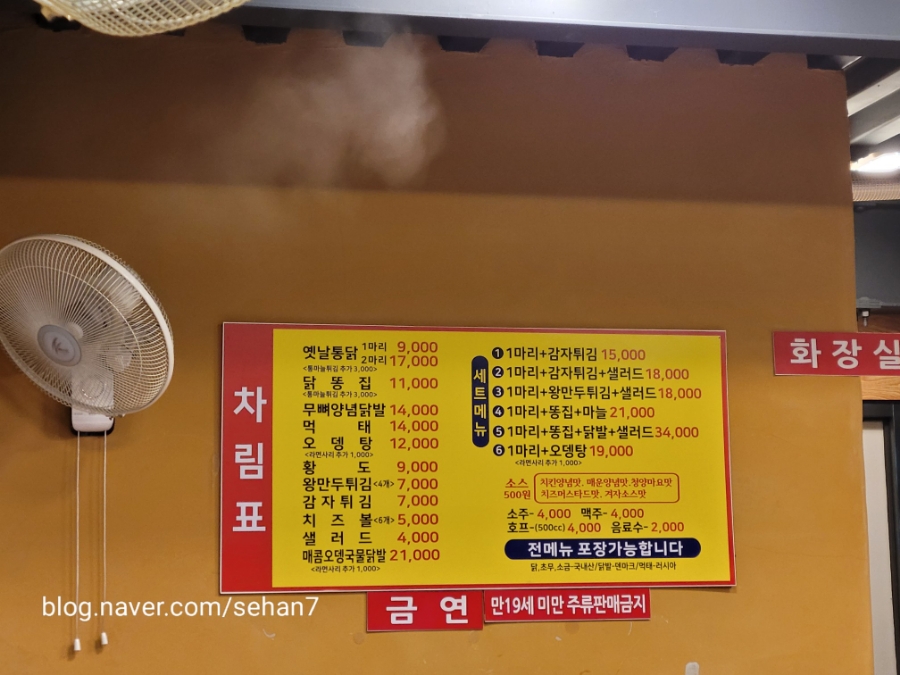 차림표
옛날통닭 1마리 9,000
2마리 17,000
<통마늘튀김 추가 3,000>
닭똥집 11,000
<통마늘튀김 추가 3,000>
무뼈양념닭발 14,000
먹태 14,000
오뎅탕 12,000
<라면사리 추가 1,000>
황도 9,000
왕만두튀김<4개> 7,000
감자튀김 7,000
치즈볼<6개> 5,000
샐러드 4,000
매콤오뎅국물닭발 21,000
<라면사리 추가 1,000>
세트메뉴
1 1마리+감자튀김 15,000
2 1마리+감자튀김+샐러드 18,000
3 1마리+왕만두튀김+샐러드 18,000
4 1마리+똥집+마늘 21,000
5 1마리+똥집+닭발+샐러드 34,000
6 1마리+오뎅탕 19,000
<라면사리 추가 1,000>
소스 500원
치킨양념맛. 매운양념맛.청양마요맛
치즈머스타드맛. 겨자소스맛
소주- 4,000 맥주- 4,000
호프-(500cc) 4,000 음료수- 2,000
전메뉴 포장가능합니다
닭,초무,소금-국내산/닭발-덴마크/먹태-러시아
화장실
금연
만19세 미만 주류판매금지
blog.naver.com/sehan7